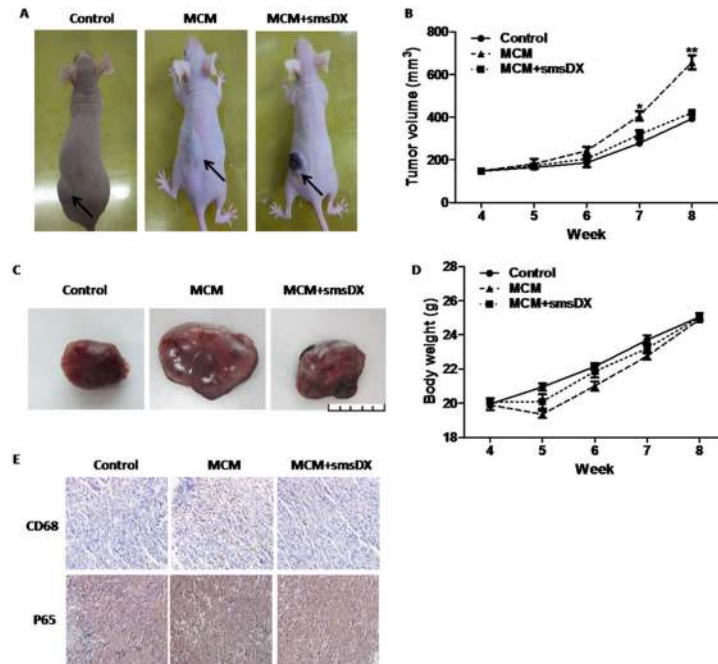 A
Control
MCM
MCM+smsDX
B
Tumor volume (mm³)
800
600
400
200
0
Control
MCM
MCM+smsDX
*
**
4 5 6 7 8
Week
C
Control
MCM
MCM+smsDX
D
Body weight (g)
28
26
24
22
20
18
Control
MCM
MCM+smsDX
4 5 6 7 8
Week
E
Control
MCM
MCM+smsDX
CD68
P65